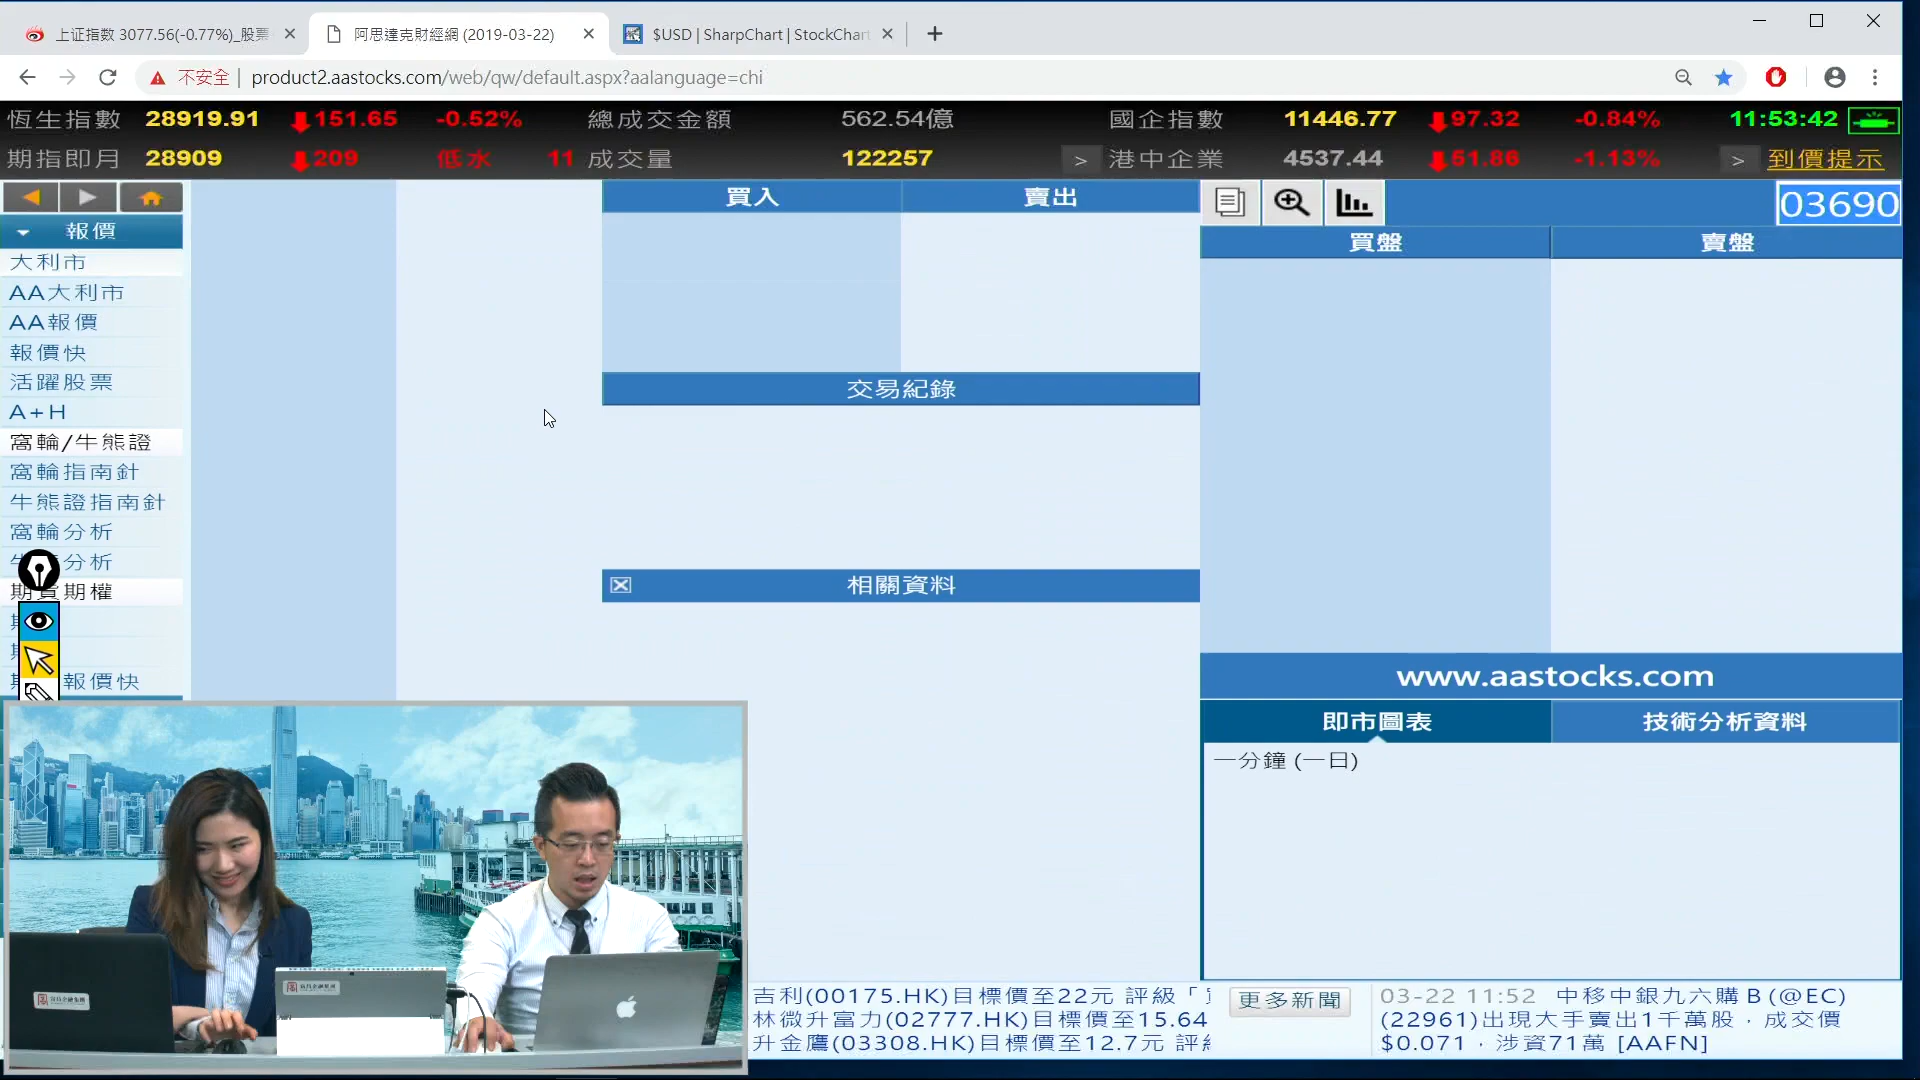 上证指数 3077.56(-0.77%)_股票
阿思達克財經網 (2019-03-22)
$USD | SharpChart | StockChart
不安全 | product2.aastocks.com/web/qw/default.aspx?aalanguage=chi
恆生指數 28919.91 151.65 -0.52% 總成交金額 562.54億 國企指數 11446.77 97.32 -0.84% 11:53:42
期指即月 28909 209 低水 11 成交量 122257 > 港中企業 4537.44 51.86 -1.13% > 到價提示
報價
大利市
AA大利市
AA報價
報價快
活躍股票
A+H
窩輪/牛熊證
窩輪指南針
牛熊證指南針
窩輪分析
分析
期貨期權
報價快
買入 賣出
交易紀錄
相關資料
03690
買盤 賣盤
www.aastocks.com
即市圖表 技術分析資料
一分鐘 (一日)
吉利(00175.HK)目標價至22元 評級「
林微升富力(02777.HK)目標價至15.64
升金鷹(03308.HK)目標價至12.7元 評
更多新聞
03-22 11:52 中移中銀九六購B(@EC)
(22961)出現大手賣出1千萬股，成交價
$0.071，涉資71萬 [AAFN]